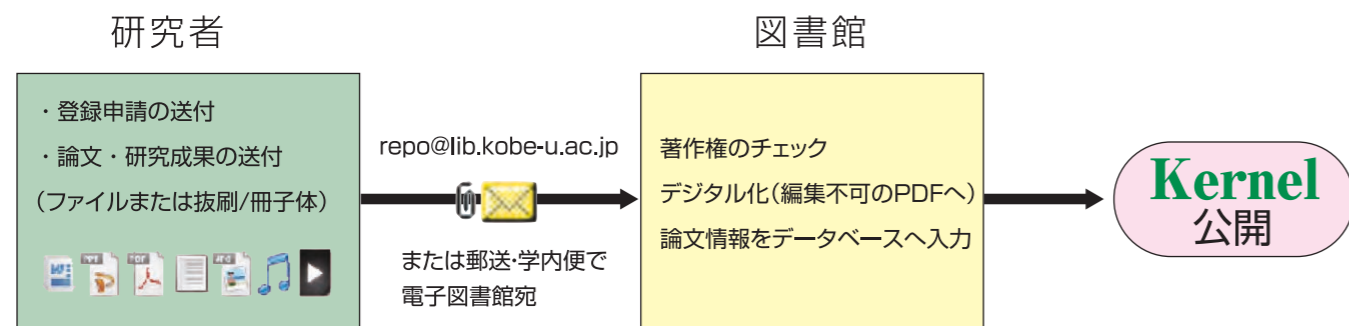 研究者
図書館
・登録申請の送付
・論文・研究成果の送付
（ファイルまたは抜刷/冊子体）
repo@lib.kobe-u.ac.jp
または郵送・学内便で
電子図書館宛
著作権のチェック
デジタル化（編集不可のPDFへ）
論文情報をデータベースへ入力
Kernel
公開